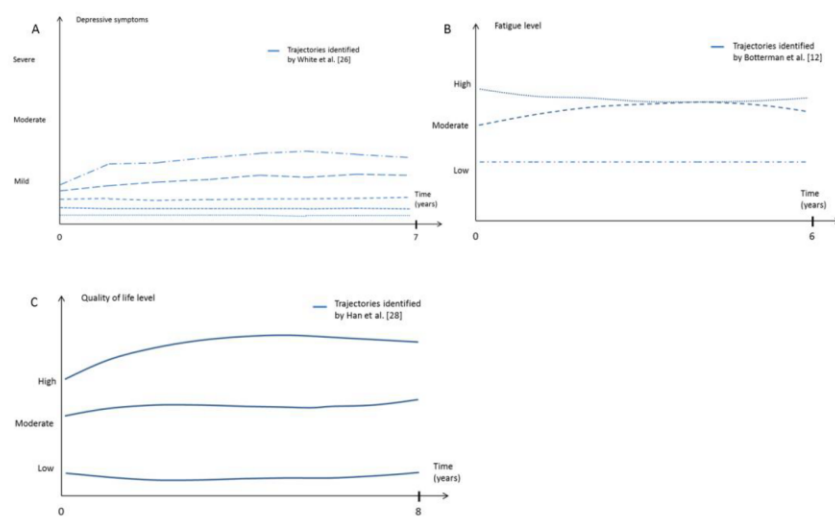 A
Depressive symptoms
Trajectories identified
by White et al. [26]
Severe
Moderate
Mild
Time
(years)
0
7
B
Fatigue level
Trajectories identified
by Botterman et al. [12]
High
Moderate
Low
Time
(years)
0
6
C
Quality of life level
Trajectories identified
by Han et al. [28]
High
Moderate
Low
Time
(years)
0
8